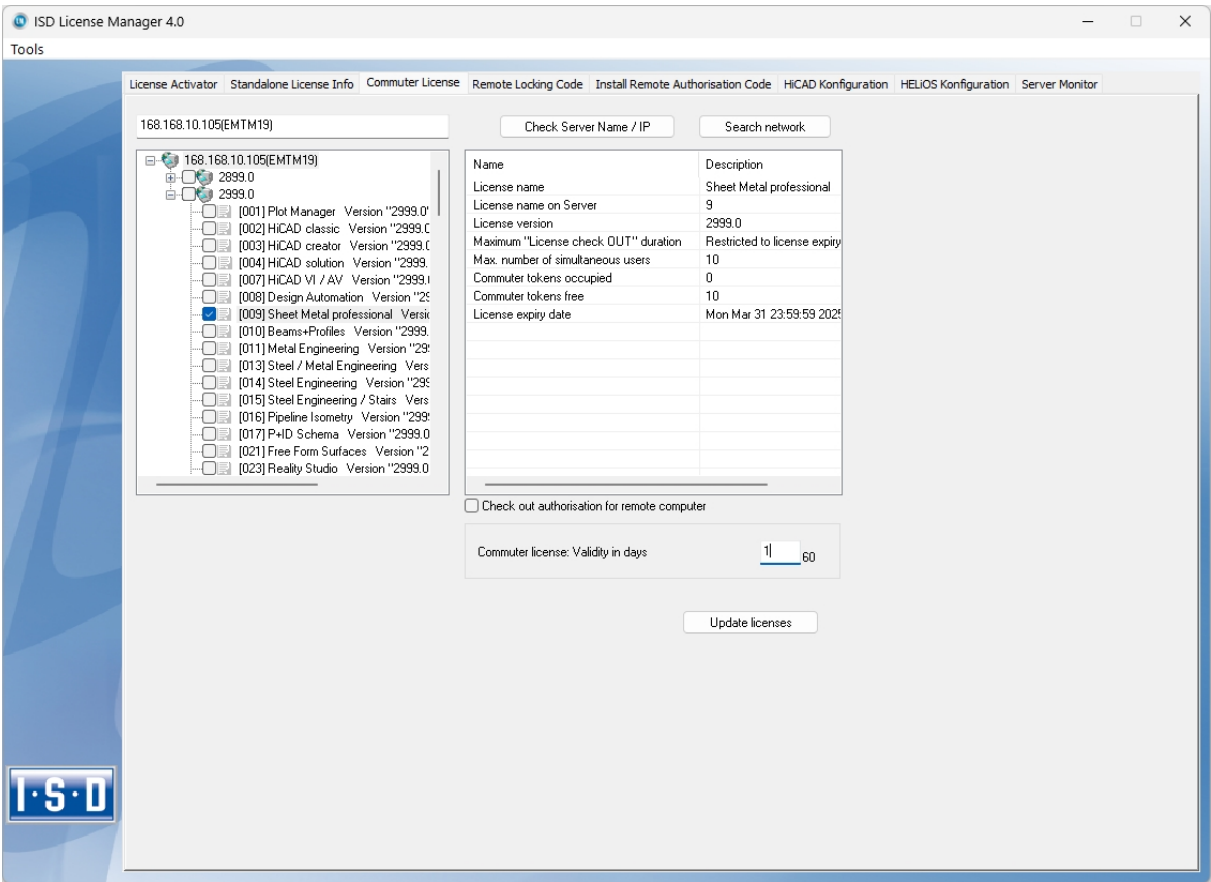 ISD License Manager 4.0
Tools
License Activator Standalone License Info Commuter License Remote Locking Code Install Remote Authorisation Code HiCAD Konfiguration HELiOS Konfiguration Server Monitor
168.168.10.105(EMTM19)
Check Server Name / IP
Search network
168.168.10.105(EMTM19)
2899.0
2999.0
[001] Plot Manager Version "2999.0"
[002] HiCAD classic Version "2999.0
[003] HiCAD creator Version "2999.0
[004] HiCAD solution Version "2999.
[007] HiCAD VI / AV Version "2999.0
[008] Design Automation Version "29
[009] Sheet Metal professional Versio
[010] Beams+Profiles Version "2999.
[011] Metal Engineering Version "299
[013] Steel / Metal Engineering Vers
[014] Steel Engineering Version "299
[015] Steel Engineering / Stairs Vers
[016] Pipeline Isometry Version "2999
[017] P+ID Schema Version "2999.0
[021] Free Form Surfaces Version "2
[023] Reality Studio Version "2999.0
Name Description
License name Sheet Metal professional
License name on Server 9
License version 2999.0
Maximum "License check OUT" duration Restricted to license expiry
Max. number of simultaneous users 10
Commuter tokens occupied 0
Commuter tokens free 10
License expiry date Mon Mar 31 23:59:59 2025
Check out authorisation for remote computer
Commuter license: Validity in days 1 60
Update licenses
I·S·D